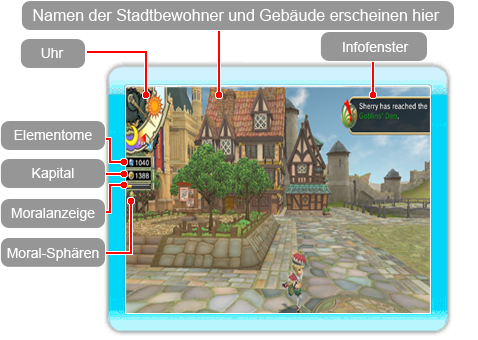 Namen der Stadtbewohner und Gebäude erscheinen hier
Uhr
Infofenster
Sherry has reached the
Goblins' Den.
Elementome
1040
Kapital
1388
Moralanzeige
Moral-Sphären